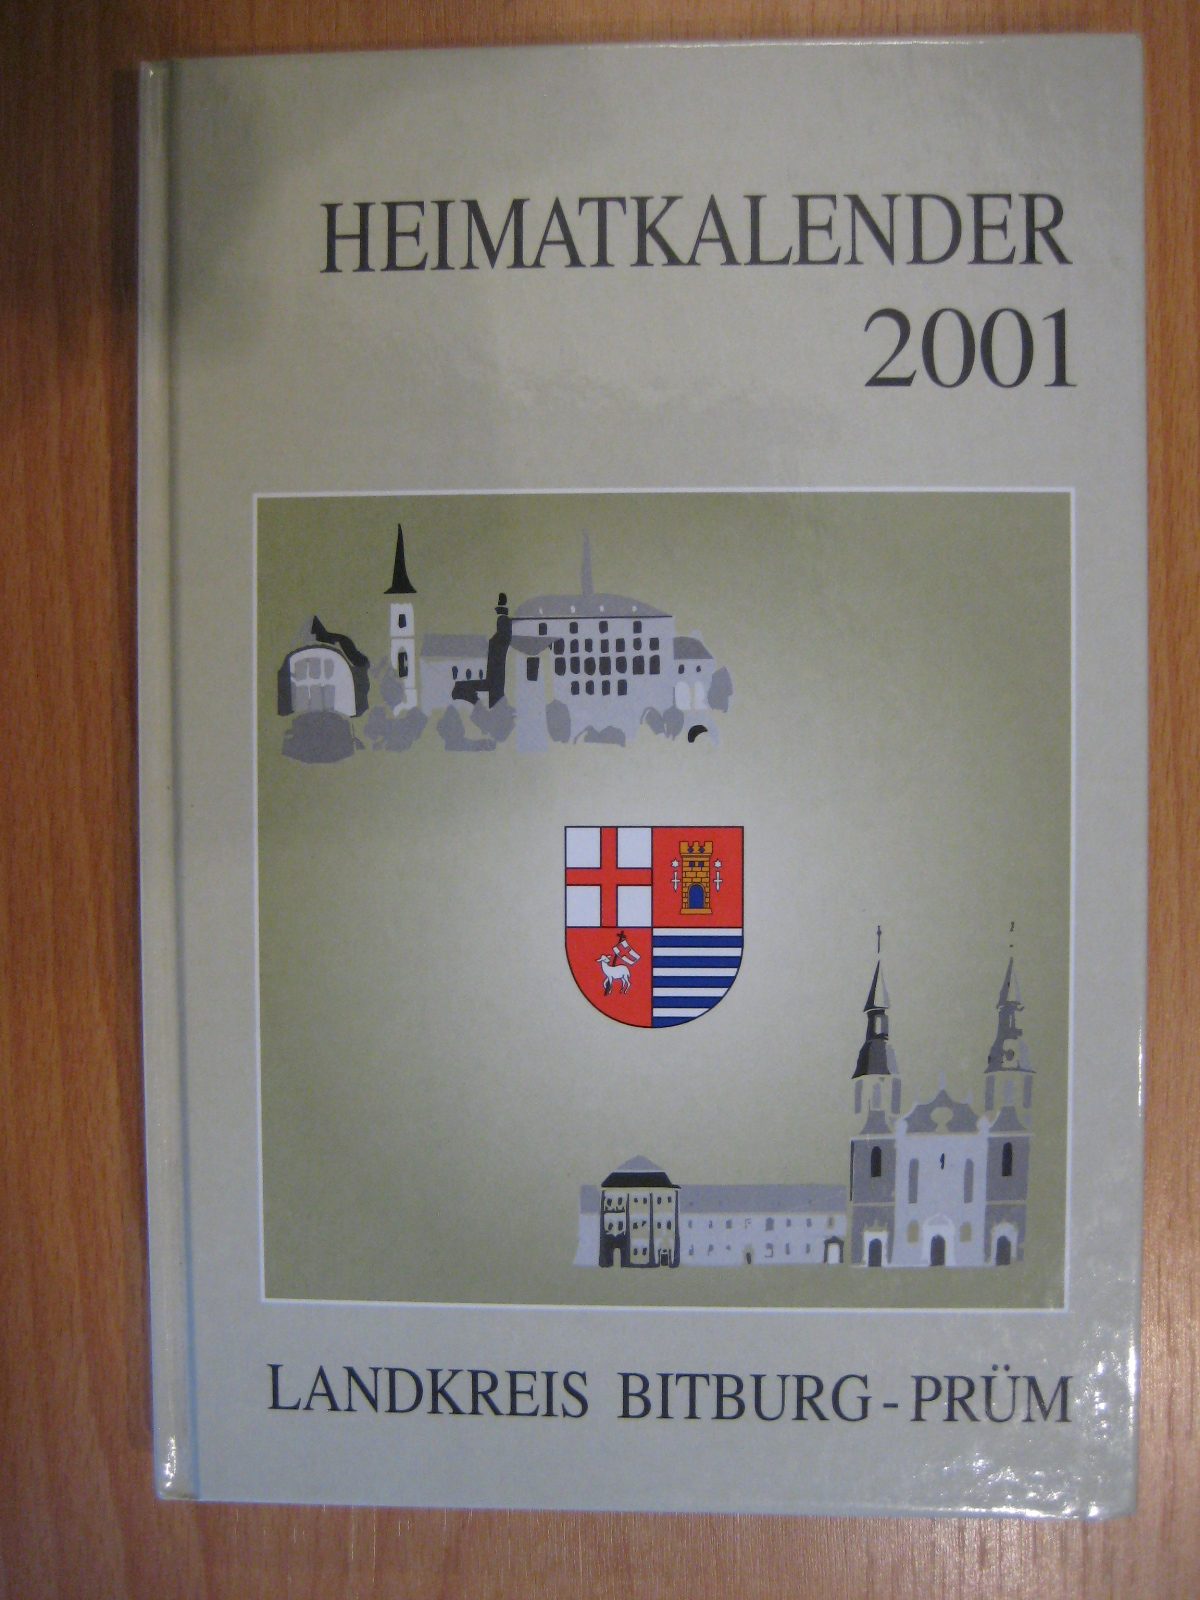 HEIMATKALENDER
2001
LANDKREIS BITBURG-PRÜM